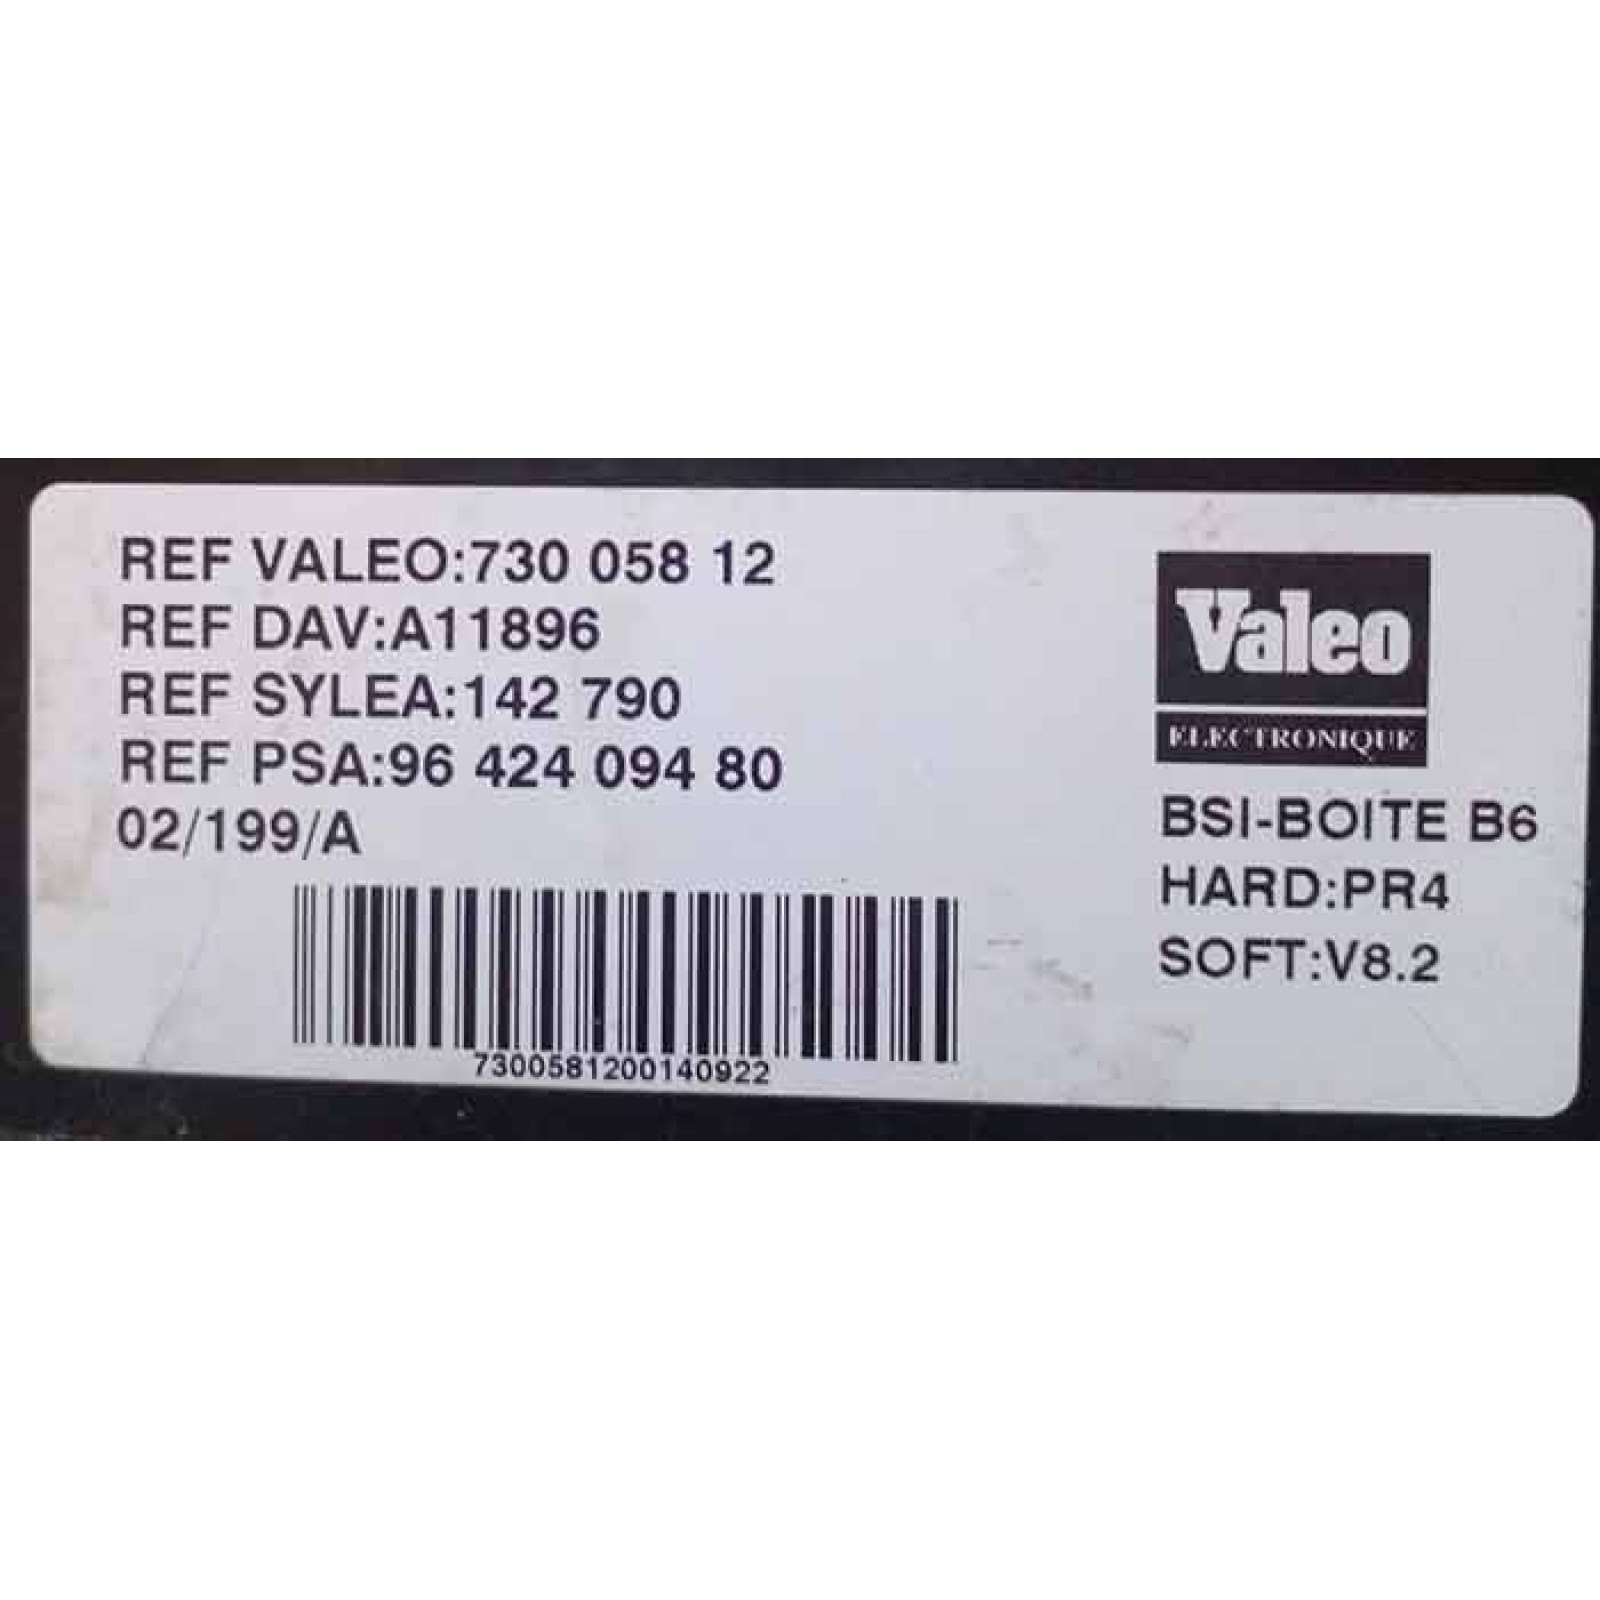 REF VALEO:730 058 12
REF DAV:A11896
REF SYLEA:142 790
REF PSA:96 424 094 80
02/199/A
7300581200140922
Valeo
ELECTRONIQUE
BSI-BOITE B6
HARD:PR4
SOFT:V8.2